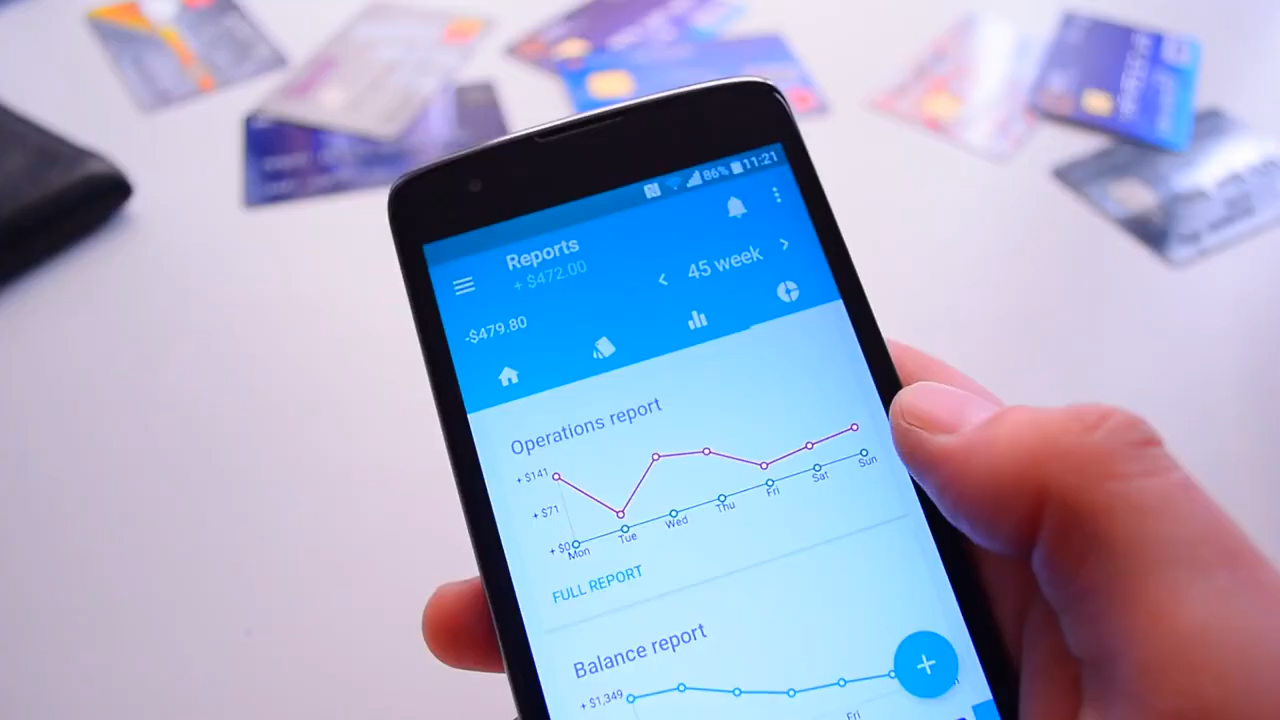 86% 11:21
Reports
+ $472.00
45 week
-$479.80
Operations report
+ $141
+ $71
+ $0
Mon Tue Wed Thu Fri Sat Sun
FULL REPORT
Balance report
+ $1,349
Fri